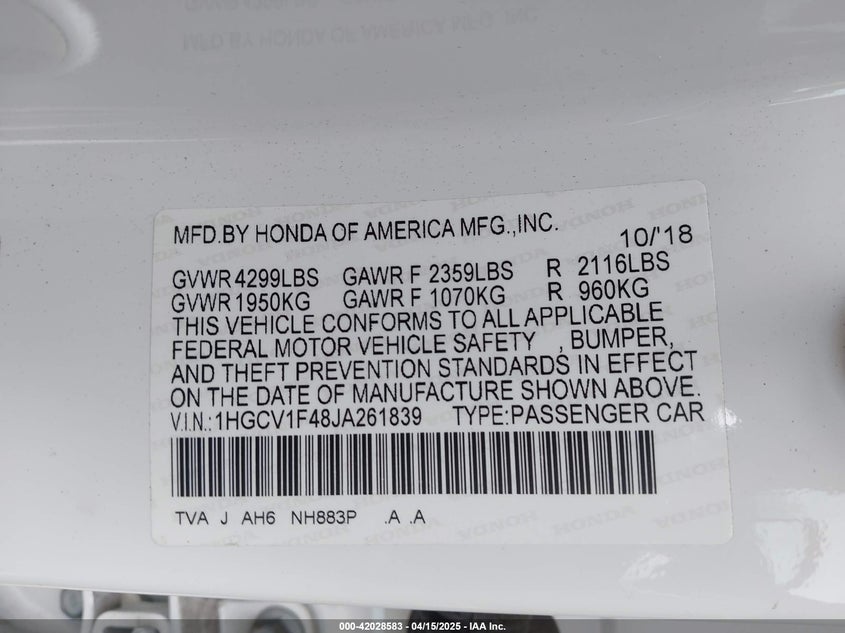 MFD.BY HONDA OF AMERICA MFG.,INC.
10/'18
GVWR 4299LBS GAWR F 2359LBS R 2116LBS
GVWR 1950KG GAWR F 1070KG R 960KG
THIS VEHICLE CONFORMS TO ALL APPLICABLE
FEDERAL MOTOR VEHICLE SAFETY , BUMPER,
AND THEFT PREVENTION STANDARDS IN EFFECT
ON THE DATE OF MANUFACTURE SHOWN ABOVE.
V.I.N.:1HGCV1F48JA261839 TYPE:PASSENGER CAR
TVA J AH6 NH883P .A .A
000-42028583 - 04/15/2025 - IAA Inc.